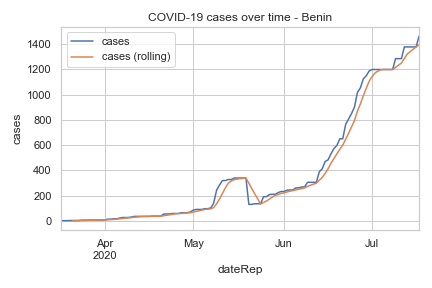 COVID-19 cases over time - Benin
cases
cases (rolling)
1400
1200
1000
800
600
400
200
0
cases
Apr
2020
May
Jun
Jul
dateRep